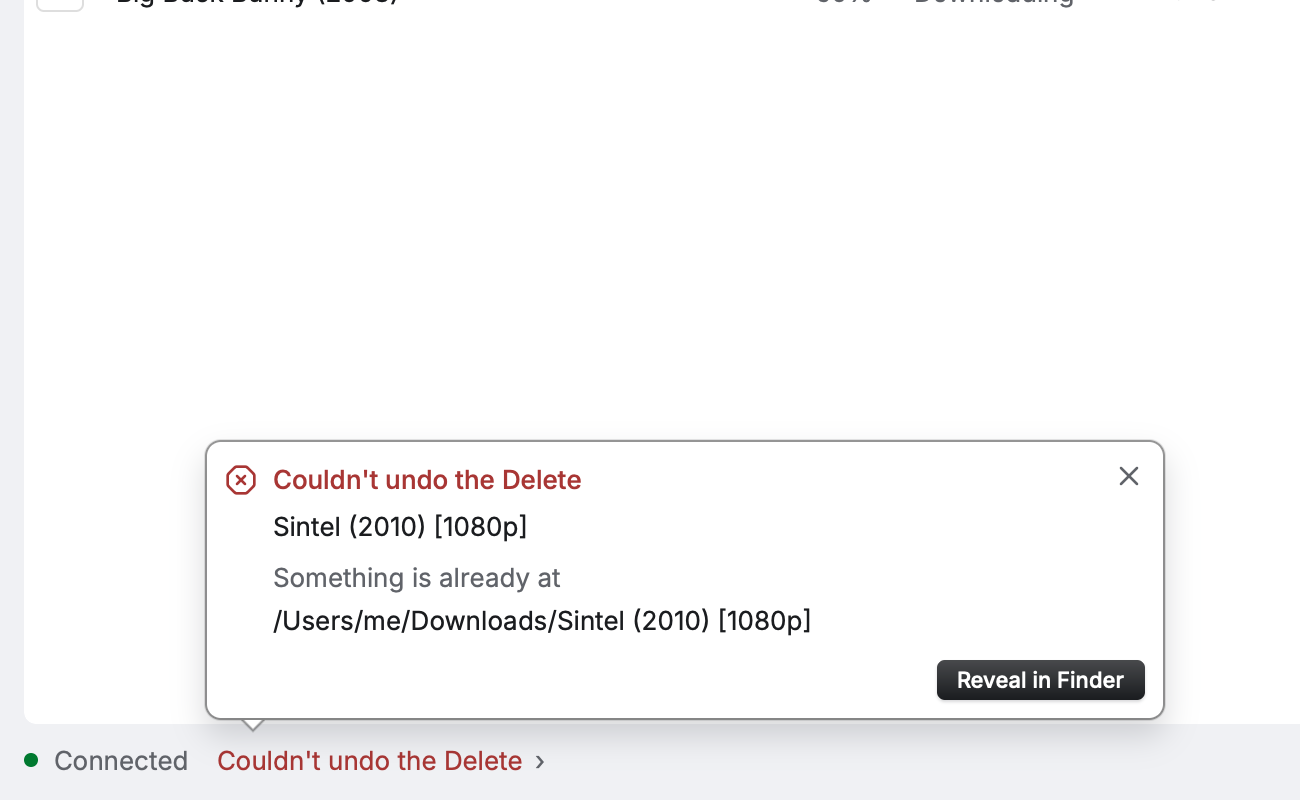 Couldn't undo the Delete
Sintel (2010) [1080p]
Something is already at
/Users/me/Downloads/Sintel (2010) [1080p]
Reveal in Finder
Connected Couldn't undo the Delete ›